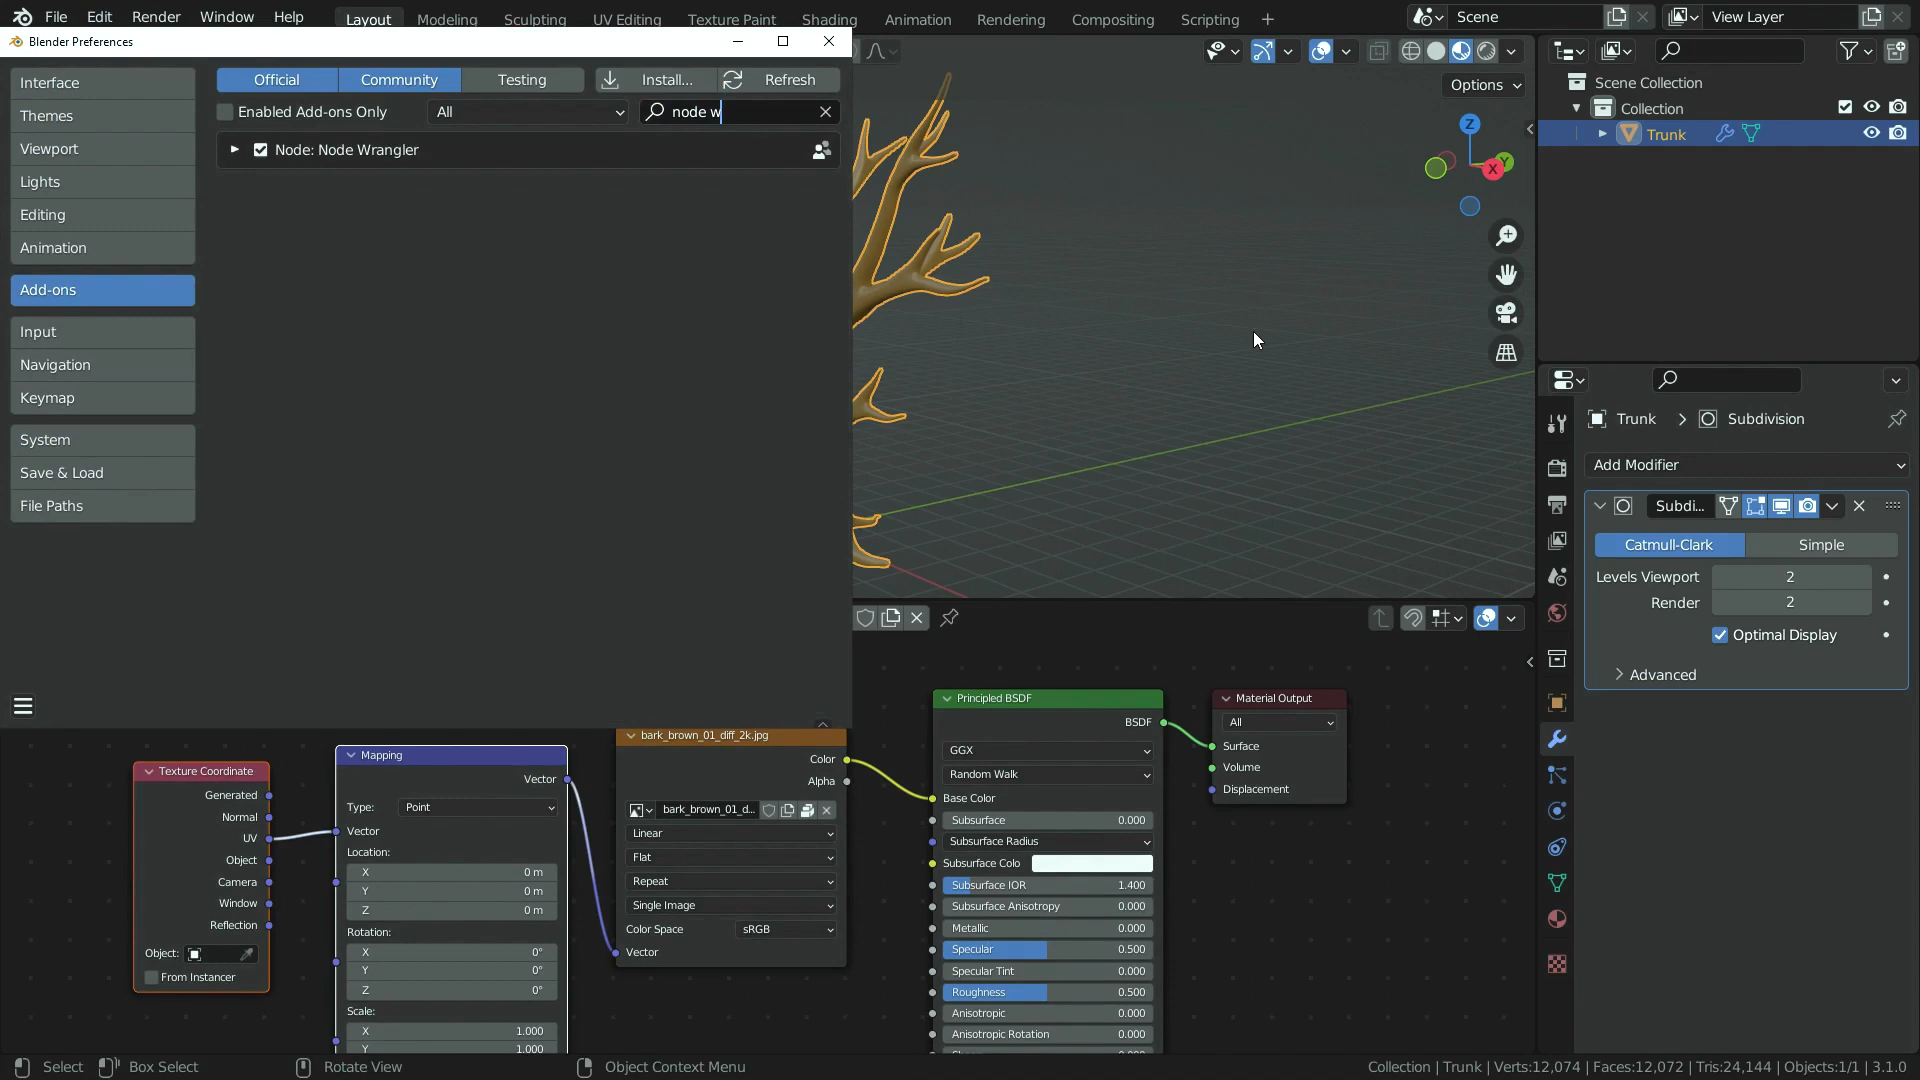 File Edit Render Window Help Layout Modeling Sculpting UV Editing Texture Paint Shading Animation Rendering Compositing Scripting + Scene View Layer
Blender Preferences
Options
Interface
Themes
Viewport
Lights
Editing
Animation
Add-ons
Input
Navigation
Keymap
System
Save & Load
File Paths
Official Community Testing Install... Refresh
Enabled Add-ons Only All node w
Node: Node Wrangler
Z
Y
X
Scene Collection
Collection
Trunk
Trunk > Subdivision
Add Modifier
Subdi...
Catmull-Clark Simple
Levels Viewport 2
Render 2
Optimal Display
Advanced
Texture Coordinate
Generated
Normal
UV
Object
Camera
Window
Reflection
Object:
From Instancer
Mapping
Vector
Type: Point
Vector
Location:
X 0 m
Y 0 m
Z 0 m
Rotation:
X 0°
Y 0°
Z 0°
Scale:
X 1.000
Y 1.000
bark_brown_01_diff_2k.jpg
Color
Alpha
bark_brown_01_d...
Linear
Flat
Repeat
Single Image
Color Space sRGB
Vector
Principled BSDF
BSDF
GGX
Random Walk
Base Color
Subsurface 0.000
Subsurface Radius
Subsurface Colo
Subsurface IOR 1.400
Subsurface Anisotropy 0.000
Metallic 0.000
Specular 0.500
Specular Tint 0.000
Roughness 0.500
Anisotropic 0.000
Anisotropic Rotation 0.000
Material Output
All
Surface
Volume
Displacement
Select Box Select Rotate View Object Context Menu Collection | Trunk | Verts:12,074 | Faces:12,072 | Tris:24,144 | Objects:1/1 | 3.1.0